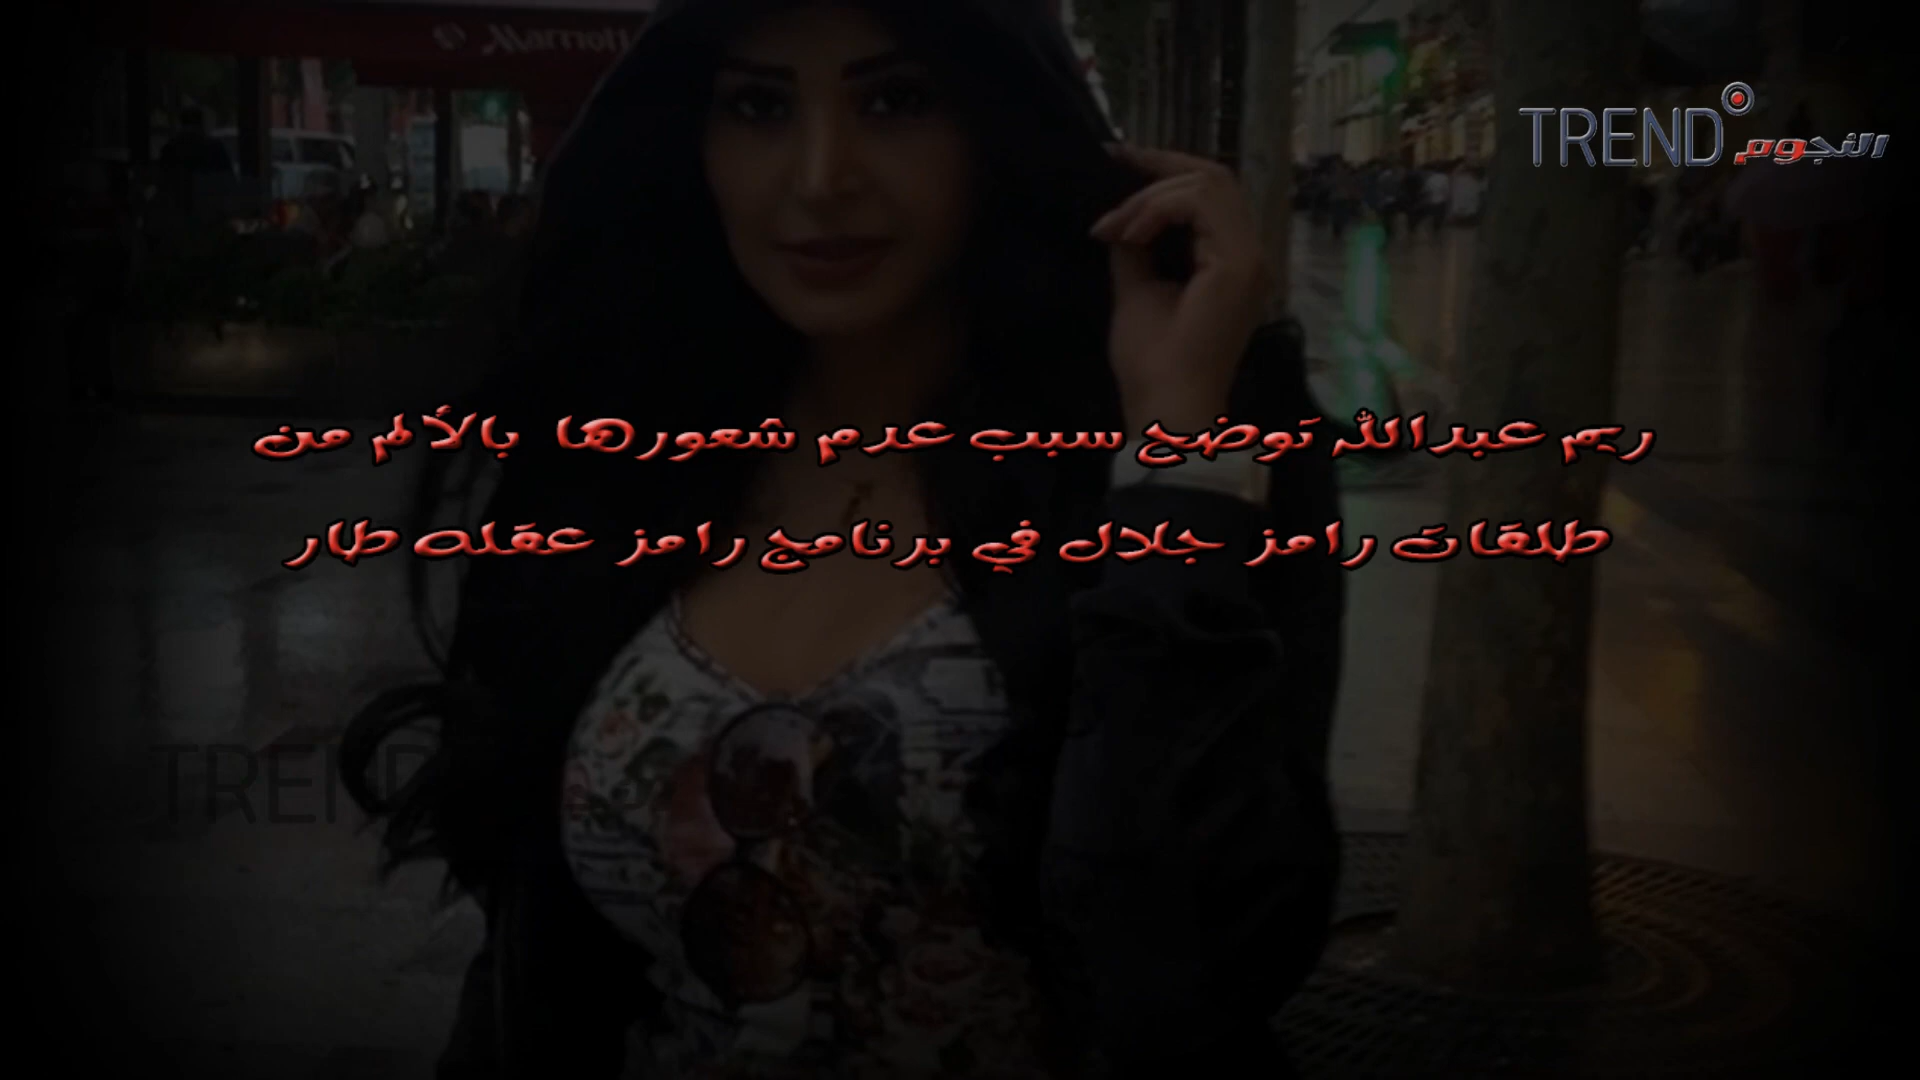 Marriott
TREND النجوم
ريم عبدالله توضح سبب عدم شعورها بالألم من
طلقات رامز جلال في برنامج رامز عقله طار
TREND